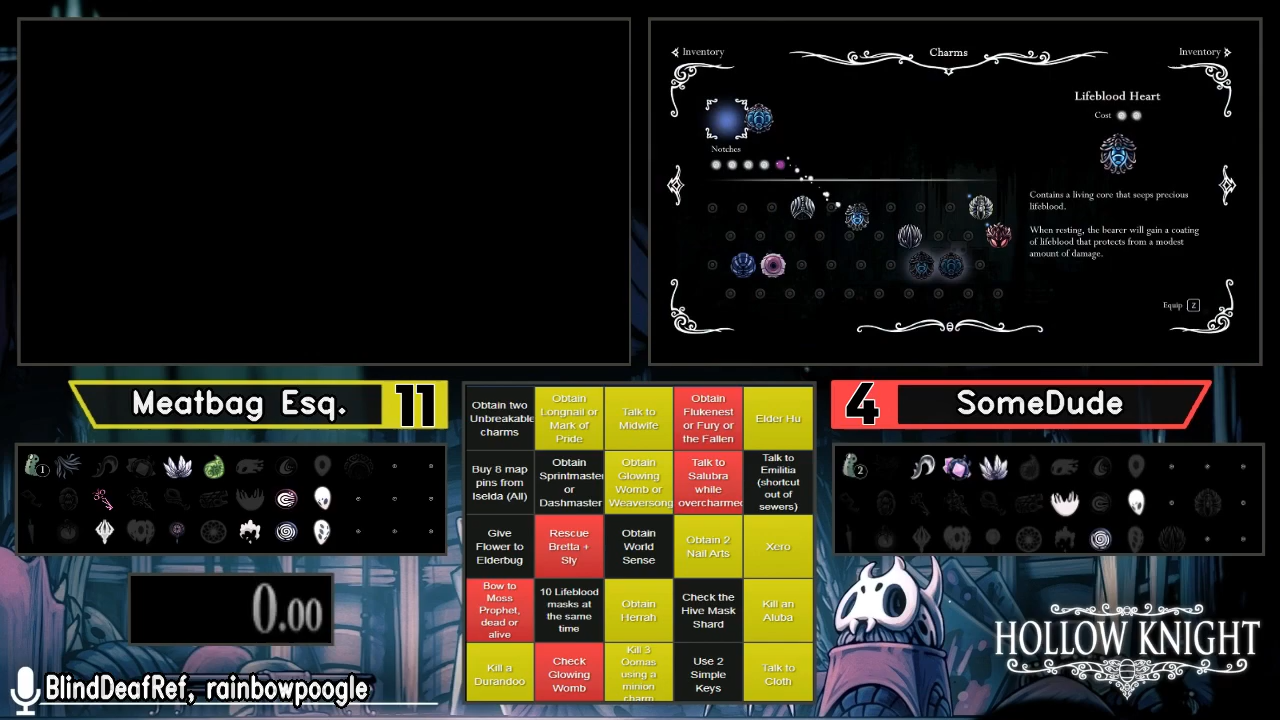 Inventory
Charms
Inventory
Lifeblood Heart
Cost
Notches
Contains a living core that seeps precious
lifeblood.
When resting, the bearer will gain a coating
of lifeblood that protects from a modest
amount of damage.
Equip Z
Meatbag Esq.
11
4
SomeDude
1
2
Obtain two
Unbreakable
charms
Obtain
Longnail or
Mark of
Pride
Talk to
Midwife
Obtain
Flukenest
or Fury or
the Fallen
Elder Hu
Buy 8 map
pins from
Iselda (All)
Obtain
Sprintmaster
or
Dashmaster
Obtain
Glowing
Womb or
Weaversong
Talk to
Salubra
while
overcharmed
Talk to
Emilitia
(shortcut
out of
sewers)
Give
Flower to
Elderbug
Rescue
Bretta +
Sly
Obtain
World
Sense
Obtain 2
Nail Arts
Xero
Bow to
Moss
Prophet,
dead or
alive
10 Lifeblood
masks at
the same
time
Obtain
Herrah
Check the
Hive Mask
Shard
Kill an
Aluba
Kill a
Durandoo
Check
Glowing
Womb
Kill 3
Oomas
using a
minion
charm
Use 2
Simple
Keys
Talk to
Cloth
0.00
BlindDeafRef, rainbowpoogle
HOLLOW KNIGHT